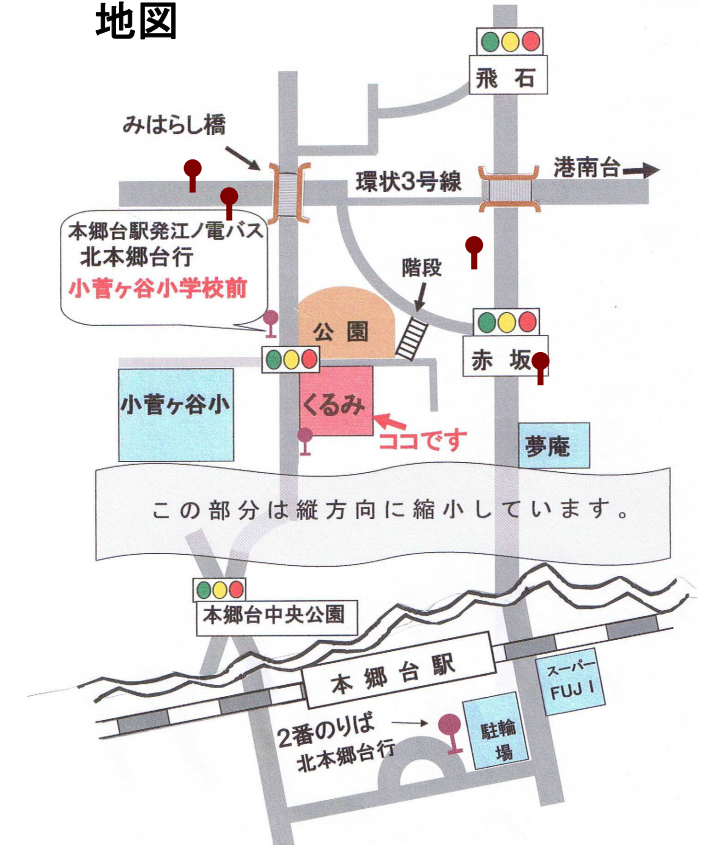 地図
飛石
みはらし橋
環状3号線
港南台
本郷台駅発江ノ電バス
北本郷台行
小菅ヶ谷小学校前
階段
公園
赤坂
小菅ヶ谷小
くるみ
ココです
夢庵
この部分は縦方向に縮小しています。
本郷台中央公園
本郷台駅
スーパー
FUJI
2番のりば
北本郷台行
駐輪
場